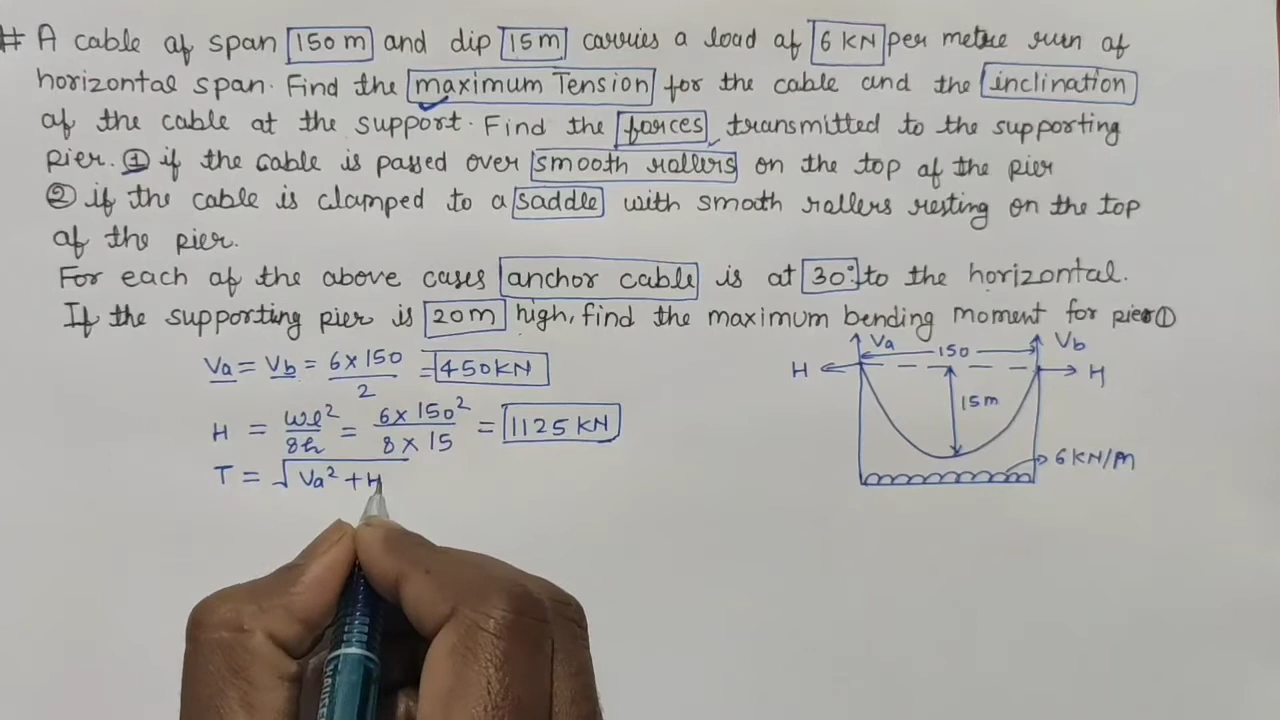 # A cable of span 150 m and dip 15 m carries a load of 6 KN per metre run of
horizontal span. Find the maximum Tension for the cable and the inclination
of the cable at the support. Find the forces transmitted to the supporting
pier. ① if the cable is passed over smooth rollers on the top of the pier
② if the cable is clamped to a saddle with smooth rollers resting on the top
of the pier.
For each of the above cases anchor cable is at 30° to the horizontal.
If the supporting pier is 20m high, find the maximum bending moment for pier ①
Va = Vb = 6 x 150 / 2 = 450 KN
H = wl² / 8h = 6 x 150² / 8 x 15 = 1125 KN
T = √Va² + H
Va
150
Vb
H
H
15 m
6 KN/m